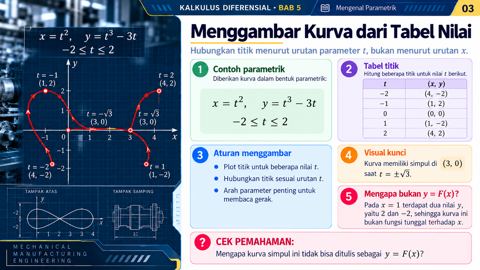 KALKULUS DIFERENSIAL • BAB 5
Mengenal Parametrik
03
x = t², y = t³ − 3t
−2 ≤ t ≤ 2
y
t = −1
(1, 2)
t = 2
(4, 2)
t = −√3
(3, 0)
t = −√3
(3, 0)
−1 0 1 2 3 4
x
t = −2
(4, −2)
t = 1
(1, −2)
TAMPAK ATAS
TAMPAK SAMPING
MECHANICAL
MANUFACTURING
ENGINEERING
Menggambar Kurva dari Tabel Nilai
Hubungkan titik menurut urutan parameter t, bukan menurut urutan x.
1 Contoh parametrik
Diberikan kurva dalam bentuk parametrik:
x = t², y = t³ − 3t
−2 ≤ t ≤ 2
2 Tabel titik
Hitung beberapa titik untuk nilai t berikut.
t (x, y)
−2 (4, −2)
−1 (1, 2)
0 (0, 0)
1 (1, −2)
2 (4, 2)
3 Aturan menggambar
• Plot titik untuk beberapa nilai t.
• Hubungkan titik sesuai urutan t.
• Arah parameter penting untuk
membaca gerak.
4 Visual kunci
Kurva memiliki simpul di (3, 0)
saat t = ±√3.
5 Mengapa bukan y = F(x)?
Pada x = 1 terdapat dua nilai y,
yaitu 2 dan −2, sehingga kurva ini
bukan fungsi tunggal terhadap x.
? CEK PEMAHAMAN:
Mengapa kurva simpul ini tidak bisa ditulis sebagai y = F(x)?